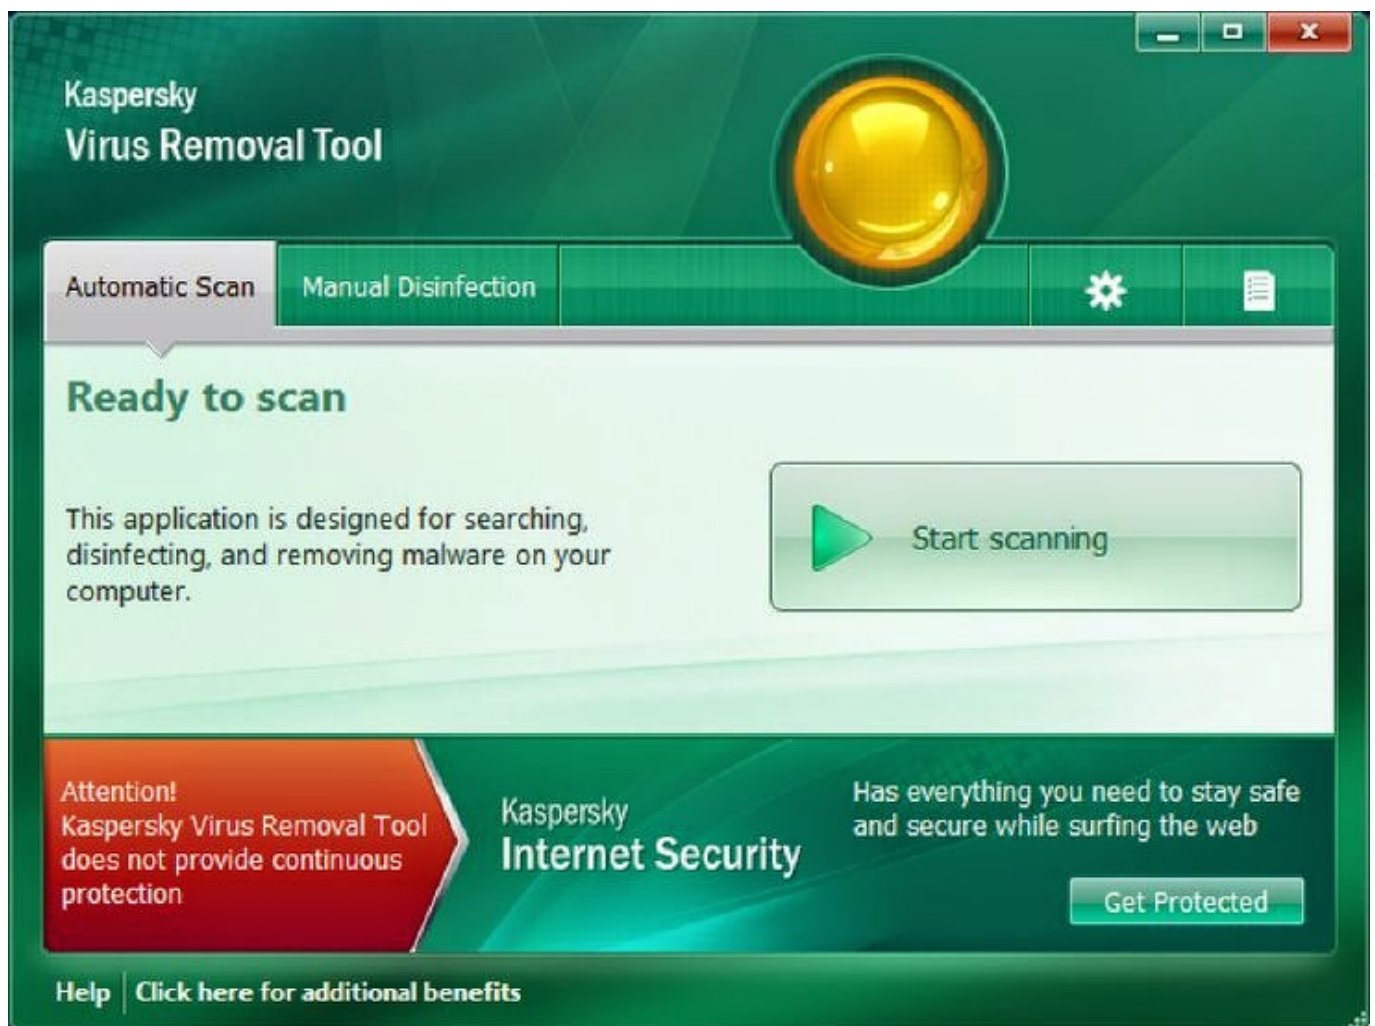 Kaspersky
Virus Removal Tool
Automatic Scan
Manual Disinfection
Ready to scan
This application is designed for searching,
disinfecting, and removing malware on your
computer.
Start scanning
Attention!
Kaspersky Virus Removal Tool
does not provide continuous
protection
Kaspersky
Internet Security
Has everything you need to stay safe
and secure while surfing the web
Get Protected
Help
Click here for additional benefits